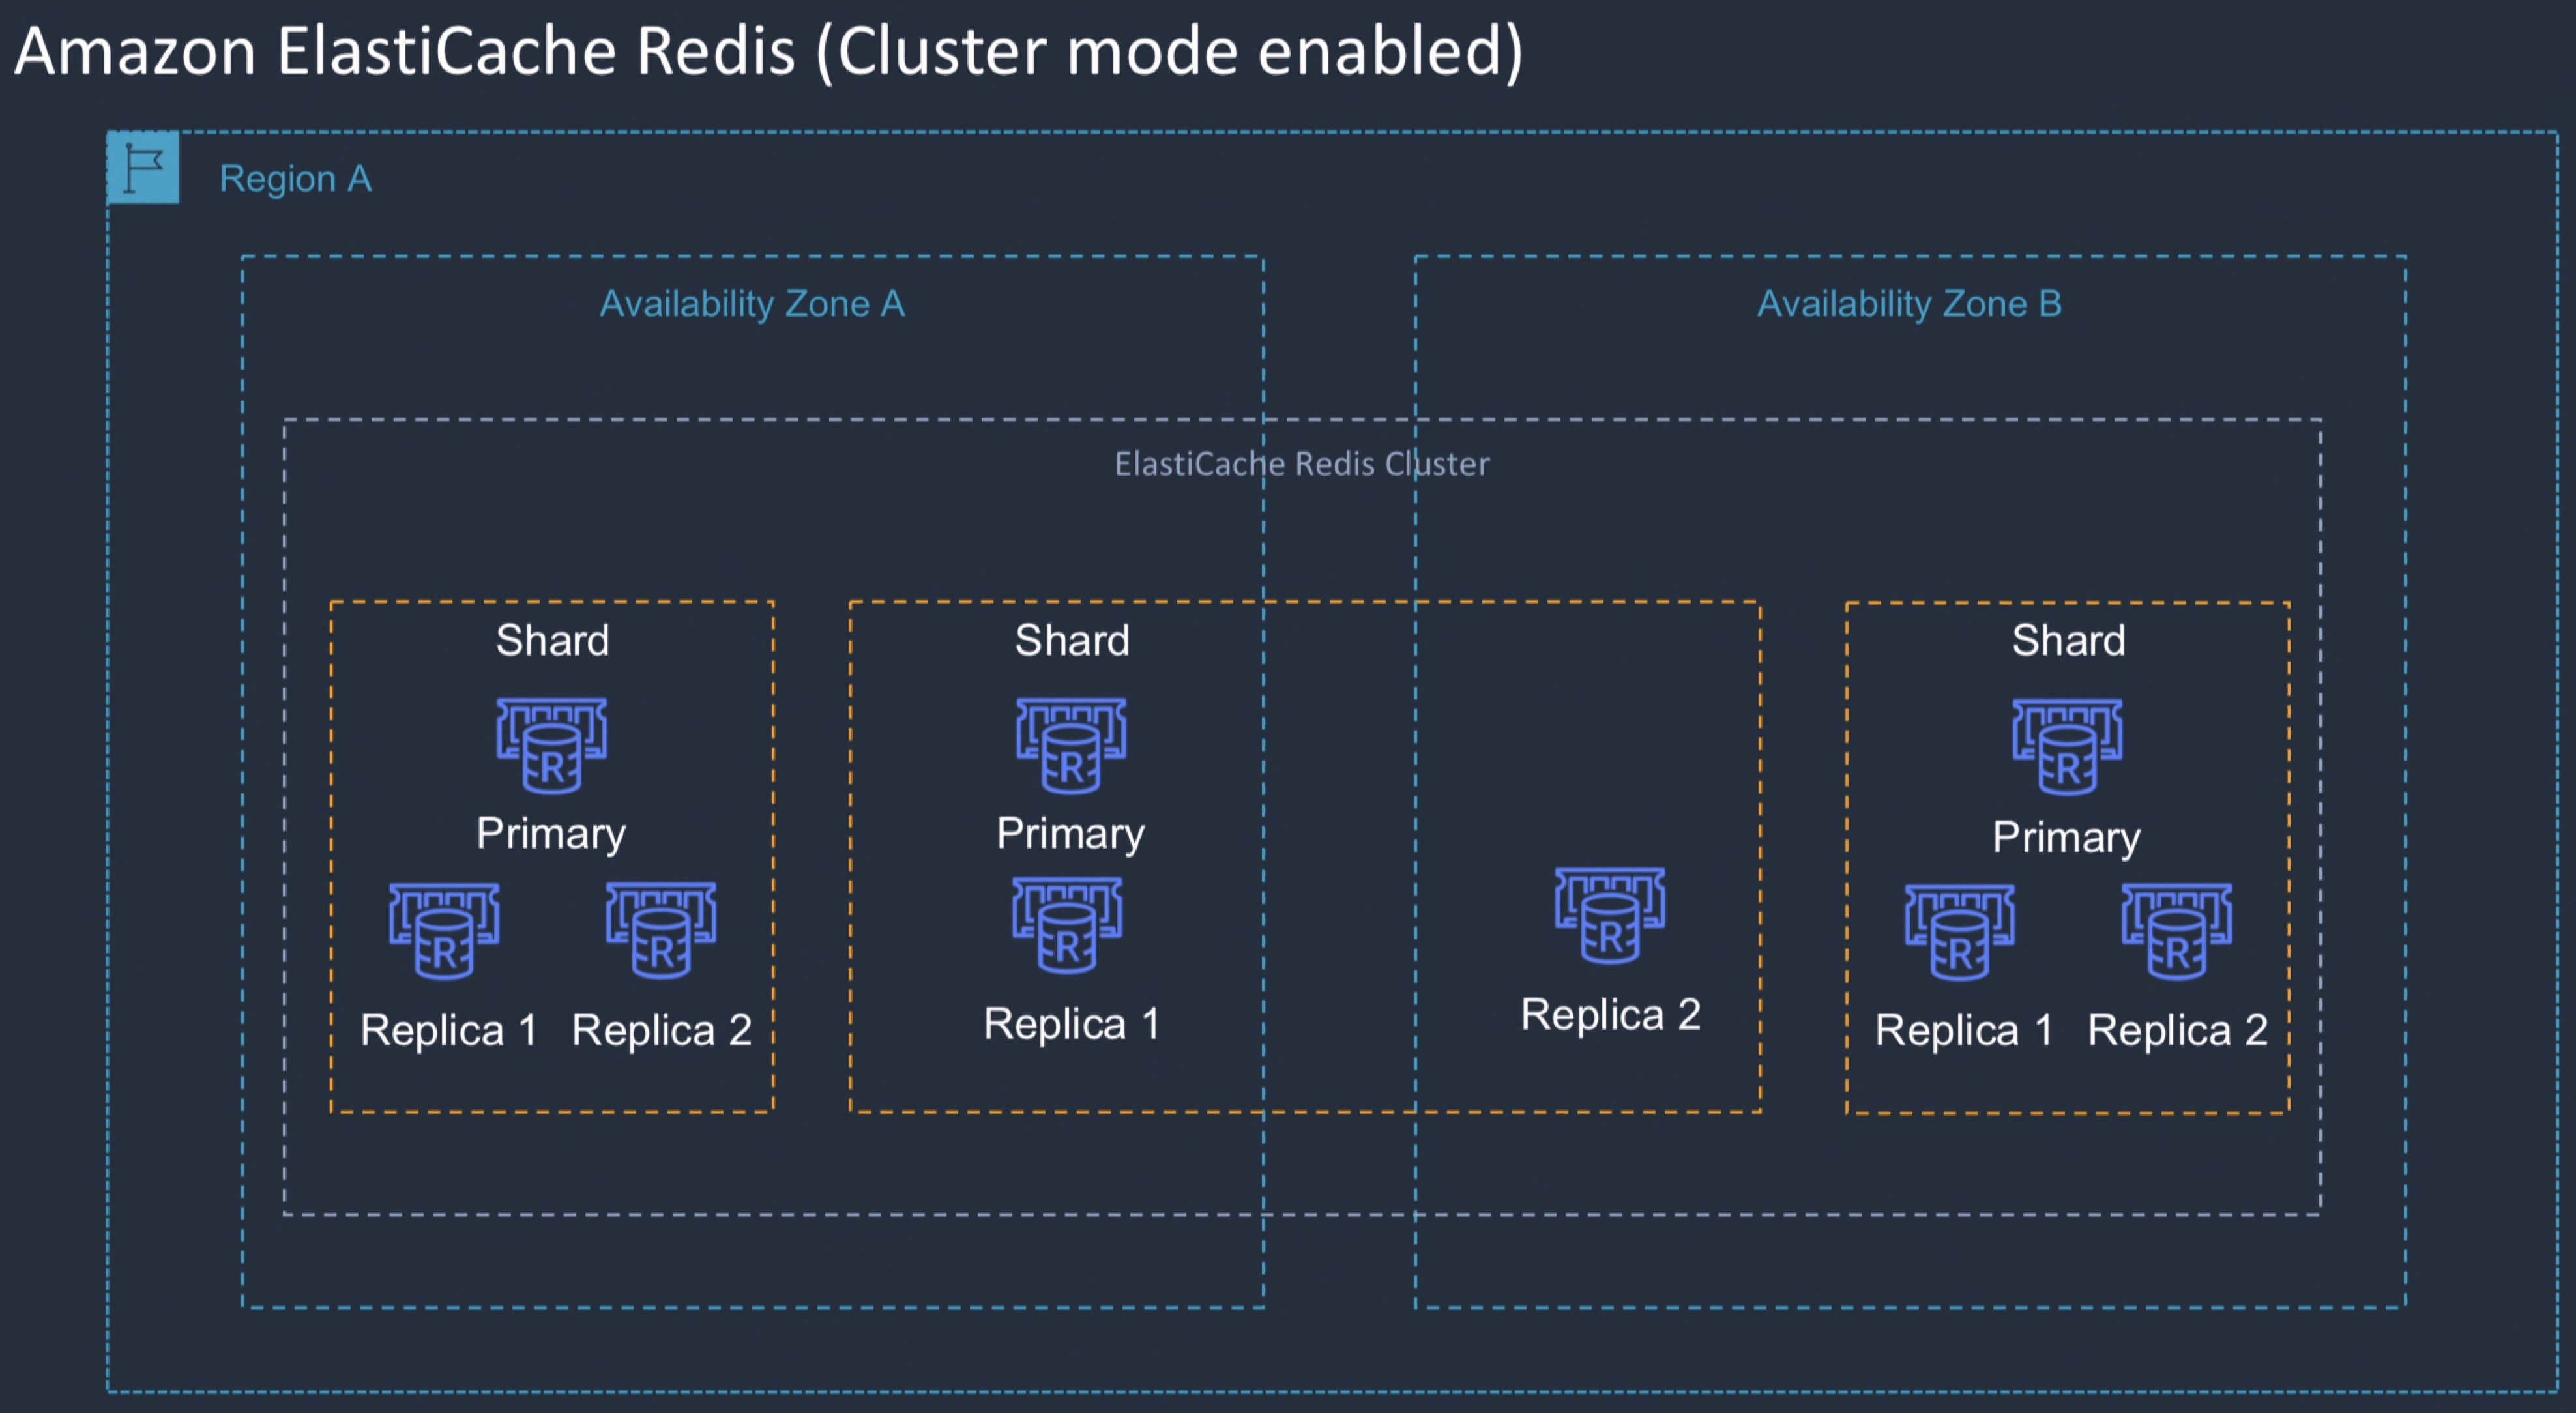 Amazon ElastiCache Redis (Cluster mode enabled)
Region A
Availability Zone A
Availability Zone B
ElastiCache Redis Cluster
Shard
R
Primary
R
R
Replica 1
Replica 2
Shard
R
Primary
R
Replica 1
R
Replica 2
Shard
R
Primary
R
R
Replica 1
Replica 2